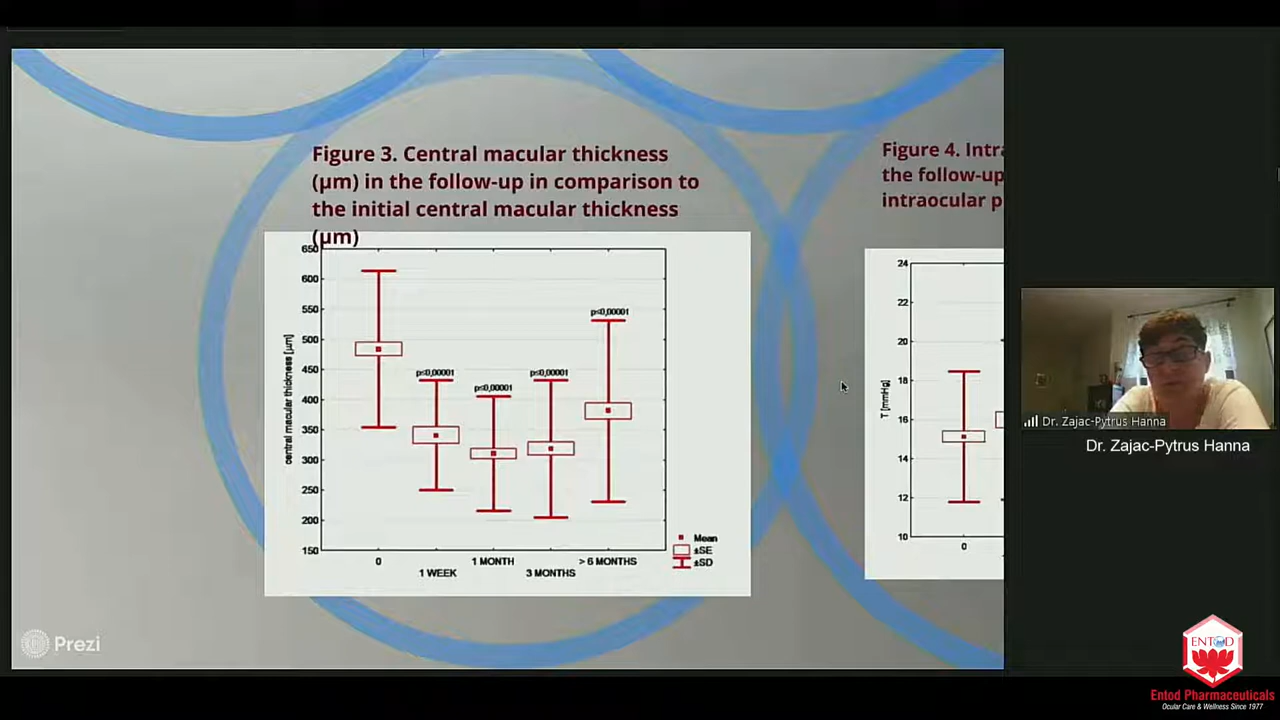 Figure 3. Central macular thickness
(µm) in the follow-up in comparison to
the initial central macular thickness
(µm)
650
600
550
500
450
400
350
300
250
200
150
central macular thickness [µm]
p≤0,00001
p≤0,00001
p≤0,00001
p≤0,00001
0
1 WEEK
1 MONTH
3 MONTHS
> 6 MONTHS
Mean
±SE
±SD
Figure 4. Intra
the follow-up
intraocular p
24
22
20
18
16
14
12
10
T [mmHg]
0
Prezi
Dr. Zajac-Pytrus Hanna
Dr. Zajac-Pytrus Hanna
ENTOD
Entod Pharmaceuticals
Ocular Care & Wellness Since 1977